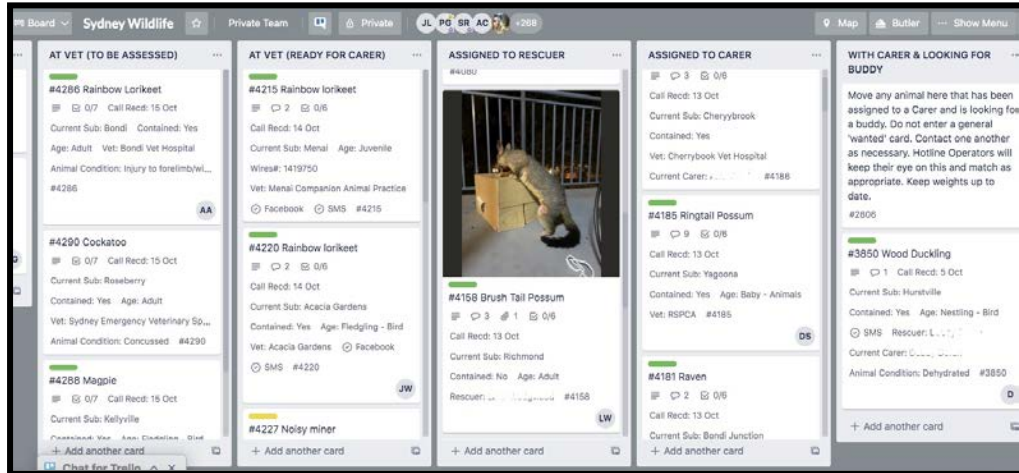 Board
Sydney Wildlife
Private Team
Private
JL PG SR AC +268
Map
Butler
Show Menu
AT VET (TO BE ASSESSED)
#4286 Rainbow Lorikeet
0/7 Call Recd: 15 Oct
Current Sub: Bondi Contained: Yes
Age: Adult Vet: Bondi Vet Hospital
Animal Condition: Injury to forelimb/wi...
#4286
AA
#4290 Cockatoo
0/7 Call Recd: 15 Oct
Current Sub: Roseberry
Contained: Yes Age: Adult
Vet: Sydney Emergency Veterinary Sp...
Animal Condition: Concussed #4290
#4288 Magpie
0/7 Call Recd: 15 Oct
Current Sub: Kellyville
Contained: Yes Age: Fledgling - Bird
+ Add another card
Chat for Trello ^ X
AT VET (READY FOR CARER)
#4215 Rainbow lorikeet
2 0/6
Call Recd: 14 Oct
Current Sub: Menai Age: Juvenile
Wires#: 1419750
Vet: Menai Companion Animal Practice
Facebook SMS #4215
#4220 Rainbow lorikeet
2 0/6
Call Recd: 14 Oct
Current Sub: Acacia Gardens
Contained: Yes Age: Fledgling - Bird
Vet: Acacia Gardens Facebook
SMS #4220
JW
#4227 Noisy miner
+ Add another card
ASSIGNED TO RESCUER
#4080
#4158 Brush Tail Possum
3 1 0/6
Call Recd: 13 Oct
Current Sub: Richmond
Contained: No Age: Adult
Rescuer: #4158
LW
+ Add another card
ASSIGNED TO CARER
3 0/6
Call Recd: 13 Oct
Current Sub: Cheryybrook
Contained: Yes
Vet: Cherrybook Vet Hospital
Current Carer: #4186
#4185 Ringtail Possum
9 0/6
Call Recd: 13 Oct
Current Sub: Yagoona
Contained: Yes Age: Baby - Animals
Vet: RSPCA #4185
DS
#4181 Raven
2 0/6
Call Recd: 13 Oct
Current Sub: Bondi Junction
+ Add another card
WITH CARER & LOOKING FOR
BUDDY
Move any animal here that has been
assigned to a Carer and is looking for
a buddy. Do not enter a general
'wanted' card. Contact one another
as necessary. Hotline Operators will
keep their eye on this and match as
appropriate. Keep weights up to
date.
#2806
#3850 Wood Duckling
1 Call Recd: 5 Oct
Current Sub: Hurstville
Contained: Yes Age: Nestling - Bird
SMS Rescuer:
Current Carer:
Animal Condition: Dehydrated #3850
D
+ Add another card